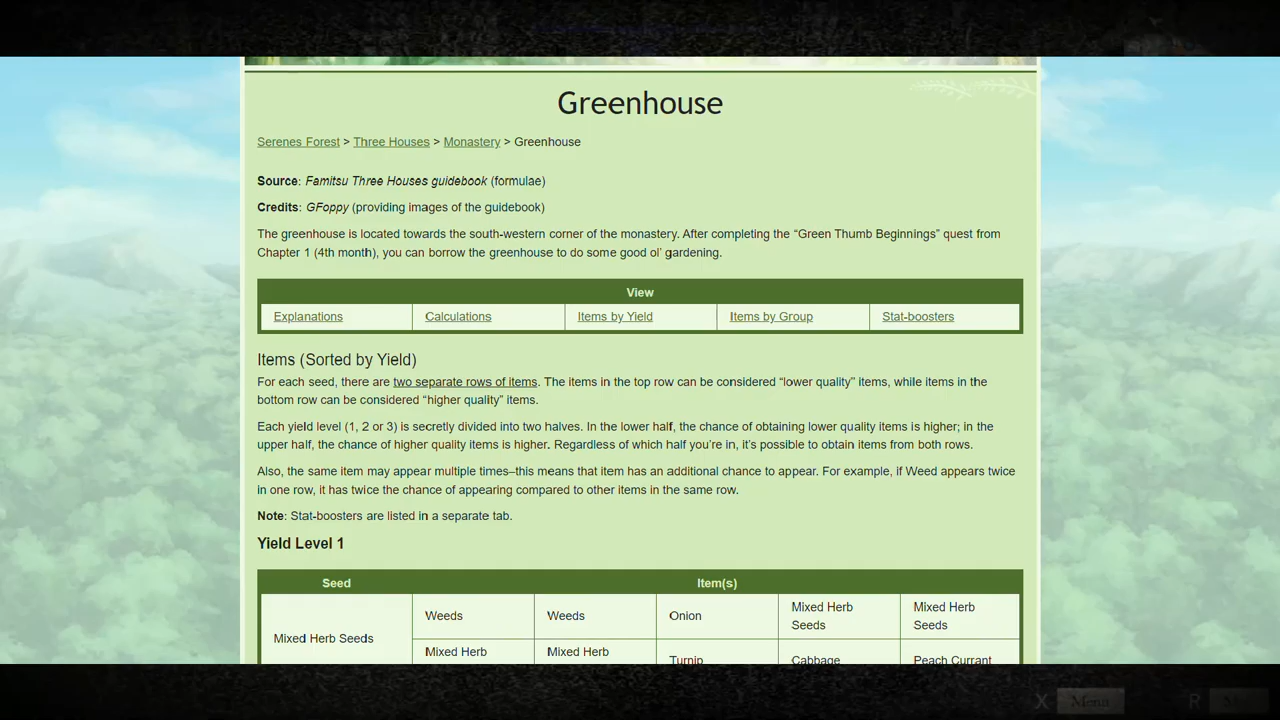 Greenhouse
Serenes Forest > Three Houses > Monastery > Greenhouse
Source: Famitsu Three Houses guidebook (formulae)
Credits: GFoppy (providing images of the guidebook)
The greenhouse is located towards the south-western corner of the monastery. After completing the “Green Thumb Beginnings” quest from
Chapter 1 (4th month), you can borrow the greenhouse to do some good ol’ gardening.
View
Explanations Calculations Items by Yield Items by Group Stat-boosters
Items (Sorted by Yield)
For each seed, there are two separate rows of items. The items in the top row can be considered “lower quality” items, while items in the
bottom row can be considered “higher quality” items.
Each yield level (1, 2 or 3) is secretly divided into two halves. In the lower half, the chance of obtaining lower quality items is higher; in the
upper half, the chance of higher quality items is higher. Regardless of which half you’re in, it’s possible to obtain items from both rows.
Also, the same item may appear multiple times–this means that item has an additional chance to appear. For example, if Weed appears twice
in one row, it has twice the chance of appearing compared to other items in the same row.
Note: Stat-boosters are listed in a separate tab.
Yield Level 1
Seed Item(s)
Mixed Herb Seeds
Weeds Weeds Onion Mixed Herb Seeds Mixed Herb Seeds
Mixed Herb Mixed Herb Turnip Cabbage Peach Currant
X Menu R